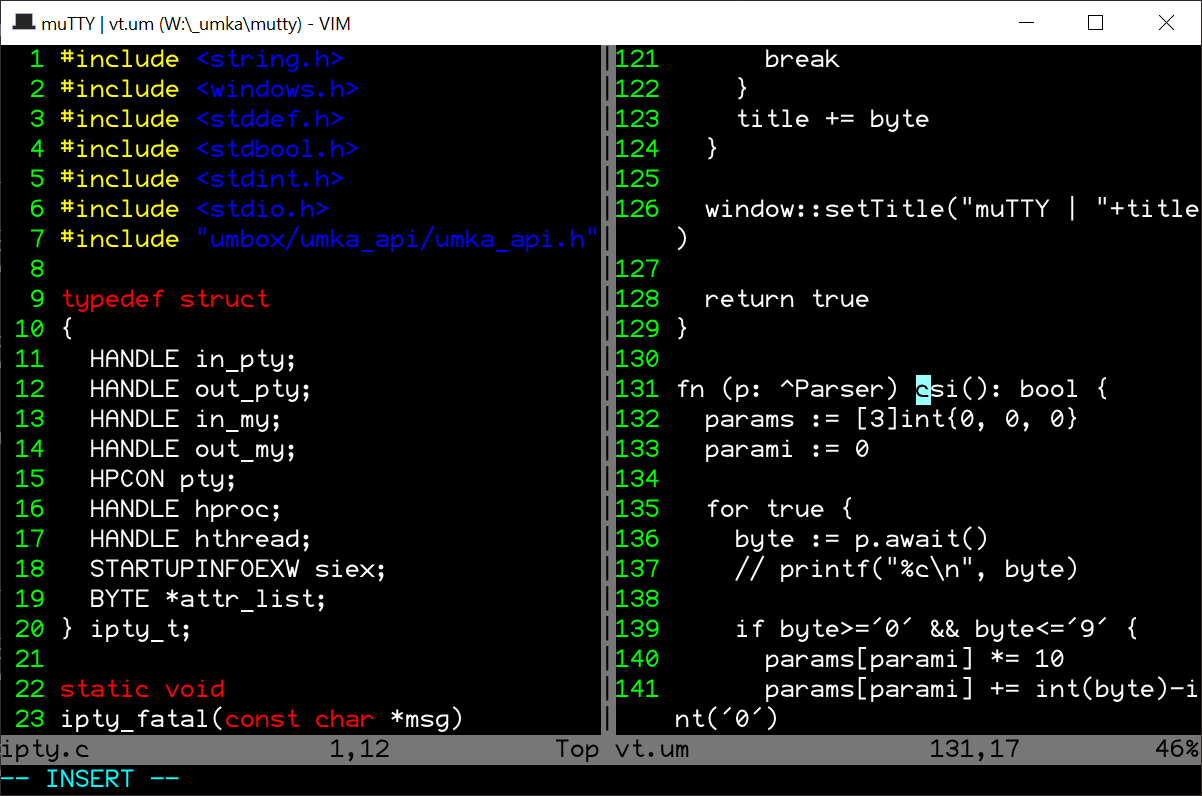 muTTY | vt.um (W:\_umka\mutty) - VIM
1 #include <string.h>
2 #include <windows.h>
3 #include <stddef.h>
4 #include <stdbool.h>
5 #include <stdint.h>
6 #include <stdio.h>
7 #include "umbox/umka_api/umka_api.h"
8
9 typedef struct
10 {
11   HANDLE in_pty;
12   HANDLE out_pty;
13   HANDLE in_my;
14   HANDLE out_my;
15   HPCON pty;
16   HANDLE hproc;
17   HANDLE hthread;
18   STARTUPINFOEXW siex;
19   BYTE *attr_list;
20 } ipty_t;
21
22 static void
23 ipty_fatal(const char *msg)
ipty.c 1,12 Top
121       break
122     }
123     title += byte
124   }
125
126   window::setTitle("muTTY | "+title
)
127
128   return true
129 }
130
131 fn (p: ^Parser) csi(): bool {
132   params := [3]int{0, 0, 0}
133   parami := 0
134
135   for true {
136     byte := p.await()
137     // printf("%c\n", byte)
138
139     if byte>='0' && byte<='9' {
140       params[parami] *= 10
141       params[parami] += int(byte)-i
nt('0')
vt.um 131,17 46%
-- INSERT --